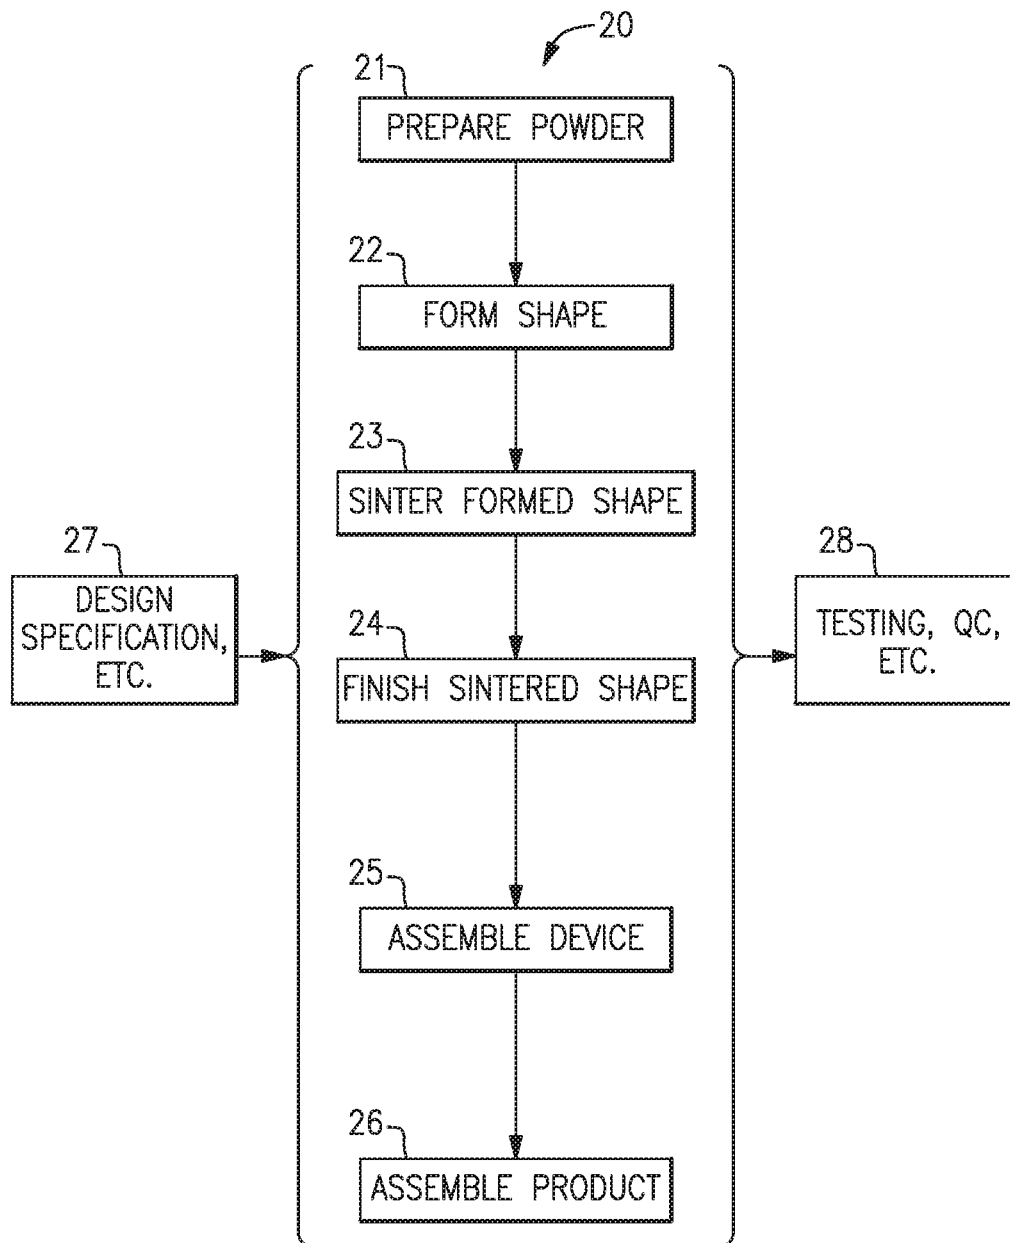 20
21
PREPARE POWDER
22
FORM SHAPE
23
SINTER FORMED SHAPE
27
DESIGN
SPECIFICATION,
ETC.
28
TESTING, QC,
ETC.
24
FINISH SINTERED SHAPE
25
ASSEMBLE DEVICE
26
ASSEMBLE PRODUCT